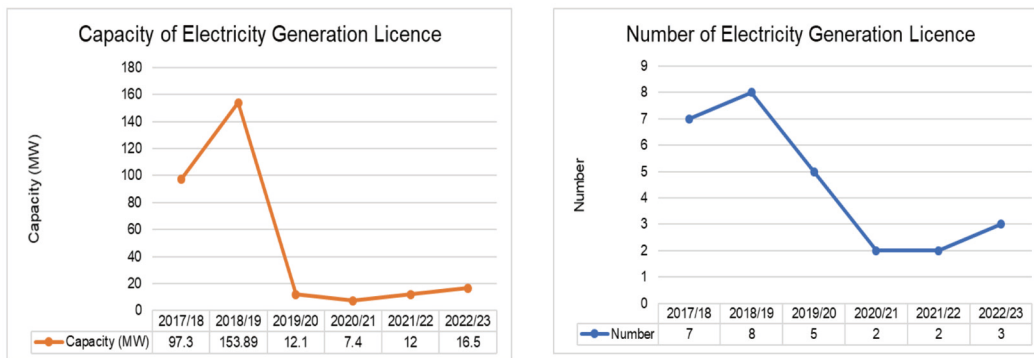 Capacity of Electricity Generation Licence
180
160
140
120
100
80
60
40
20
0
Capacity (MW)
2017/18 2018/19 2019/20 2020/21 2021/22 2022/23
Capacity (MW) 97.3 153.89 12.1 7.4 12 16.5
Number of Electricity Generation Licence
9
8
7
6
5
4
3
2
1
0
Number
2017/18 2018/19 2019/20 2020/21 2021/22 2022/23
Number 7 8 5 2 2 3